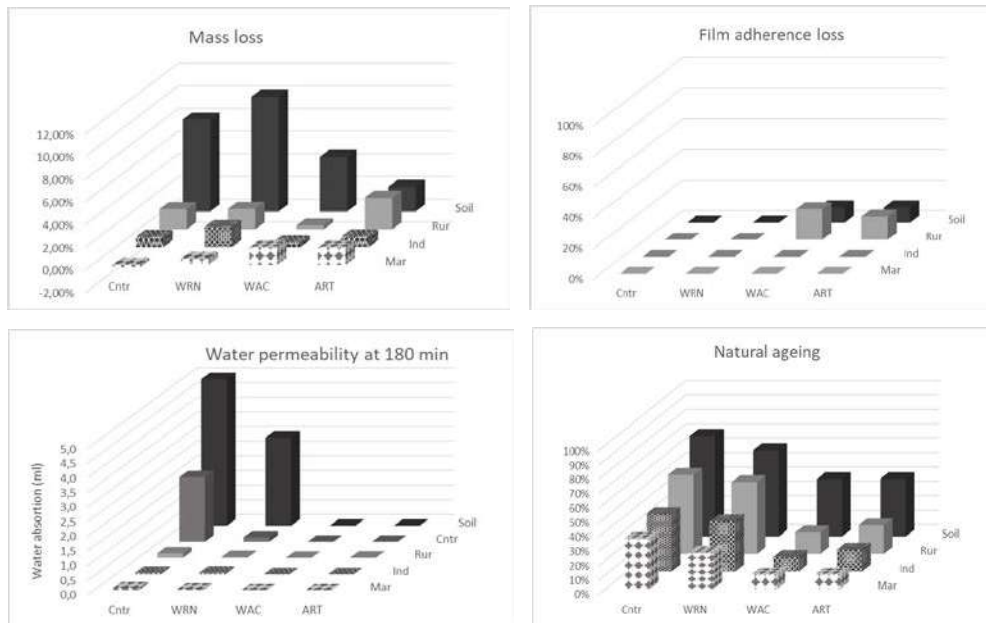 Mass loss
12,00%
10,00%
8,00%
6,00%
4,00%
2,00%
0,00%
-2,00%
Cntr WRN WAC ART
Soil
Rur
Ind
Mar
Film adherence loss
100%
80%
60%
40%
20%
0%
Cntr WRN WAC ART
Soil
Rur
Ind
Mar
Water permeability at 180 min
Water absortion (ml)
5,0
4,5
4,0
3,5
3,0
2,5
2,0
1,5
1,0
0,5
0,0
Cntr WRN WAC ART
Soil
Cntr
Rur
Ind
Mar
Natural ageing
100%
90%
80%
70%
60%
50%
40%
30%
20%
10%
0%
Cntr WRN WAC ART
Soil
Rur
Ind
Mar